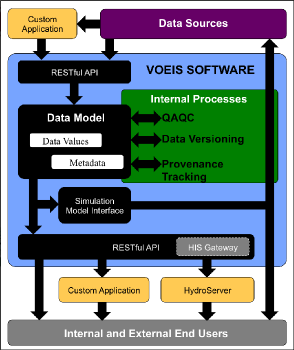 Custom
Application
Data Sources
RESTful API
VOEIS SOFTWARE
Internal Processes
Data Model
QAQC
Data Values
Data Versioning
Metadata
Provenance
Tracking
Simulation
Model Interface
RESTful API
HIS Gateway
Custom Application
HydroServer
Internal and External End Users